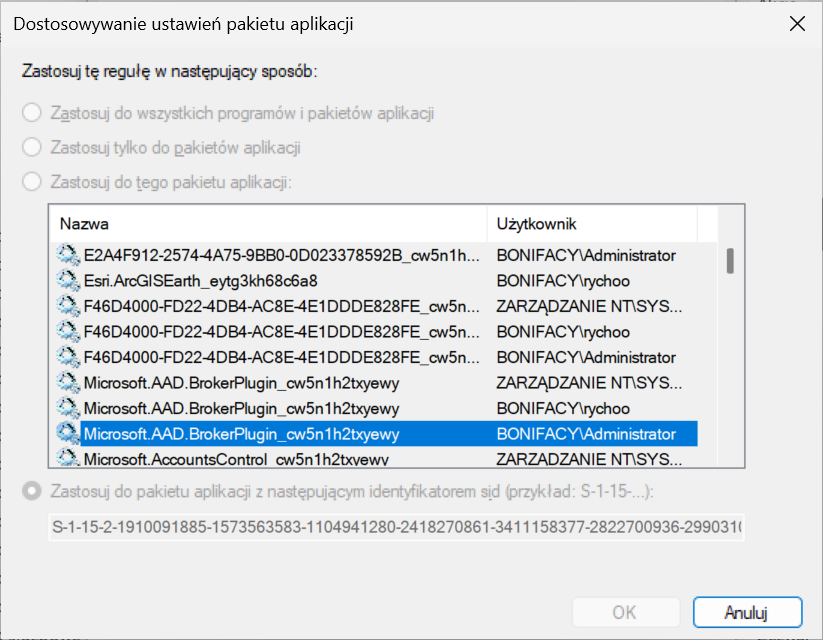 Dostosowywanie ustawień pakietu aplikacji
Zastosuj tę regułę w następujący sposób:
Zastosuj do wszystkich programów i pakietów aplikacji
Zastosuj tylko do pakietów aplikacji
Zastosuj do tego pakietu aplikacji:
Nazwa Użytkownik
E2A4F912-2574-4A75-9BB0-0D023378592B_cw5n1h... BONIFACY\Administrator
Esri.ArcGISEarth_eytg3kh68c6a8 BONIFACY\rychoo
F46D4000-FD22-4DB4-AC8E-4E1DDDE828FE_cw5n... ZARZĄDZANIE NT\SYS...
F46D4000-FD22-4DB4-AC8E-4E1DDDE828FE_cw5n... BONIFACY\rychoo
F46D4000-FD22-4DB4-AC8E-4E1DDDE828FE_cw5n... BONIFACY\Administrator
Microsoft.AAD.BrokerPlugin_cw5n1h2txyewy ZARZĄDZANIE NT\SYS...
Microsoft.AAD.BrokerPlugin_cw5n1h2txyewy BONIFACY\rychoo
Microsoft.AAD.BrokerPlugin_cw5n1h2txyewy BONIFACY\Administrator
Microsoft.AccountsControl_cw5n1h2txyewy ZARZĄDZANIE NT\SYS...
Zastosuj do pakietu aplikacji z następującym identyfikatorem sid (przykład: S-1-15-...):
S-1-15-2-1910091885-1573563583-1104941280-2418270861-3411158377-2822700936-299031
OK Anuluj